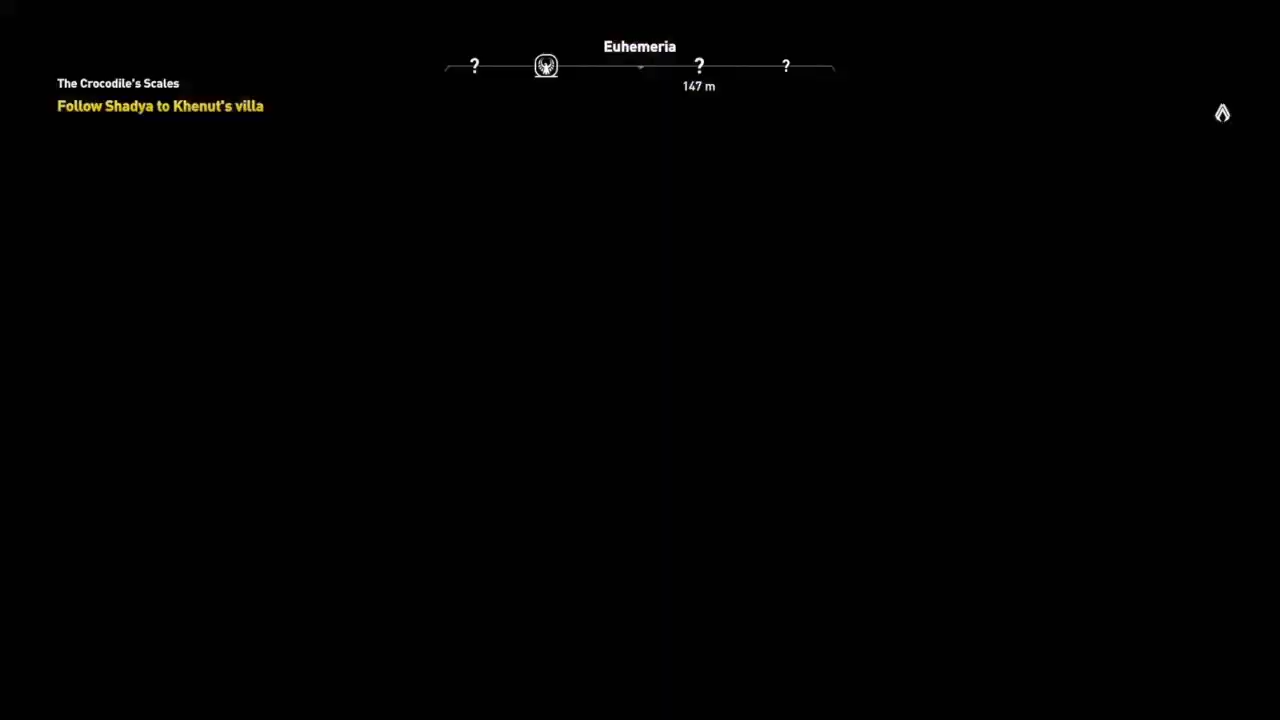 Euhemeria
? ? ?
147 m
The Crocodile's Scales
Follow Shadya to Khenut's villa